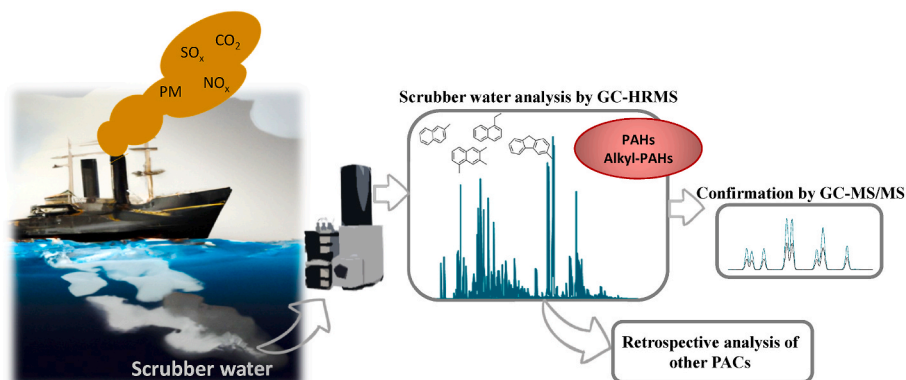 SOₓ CO₂
PM NOₓ
Scrubber water
Scrubber water analysis by GC-HRMS
PAHs
Alkyl-PAHs
Confirmation by GC-MS/MS
Retrospective analysis of
other PACs